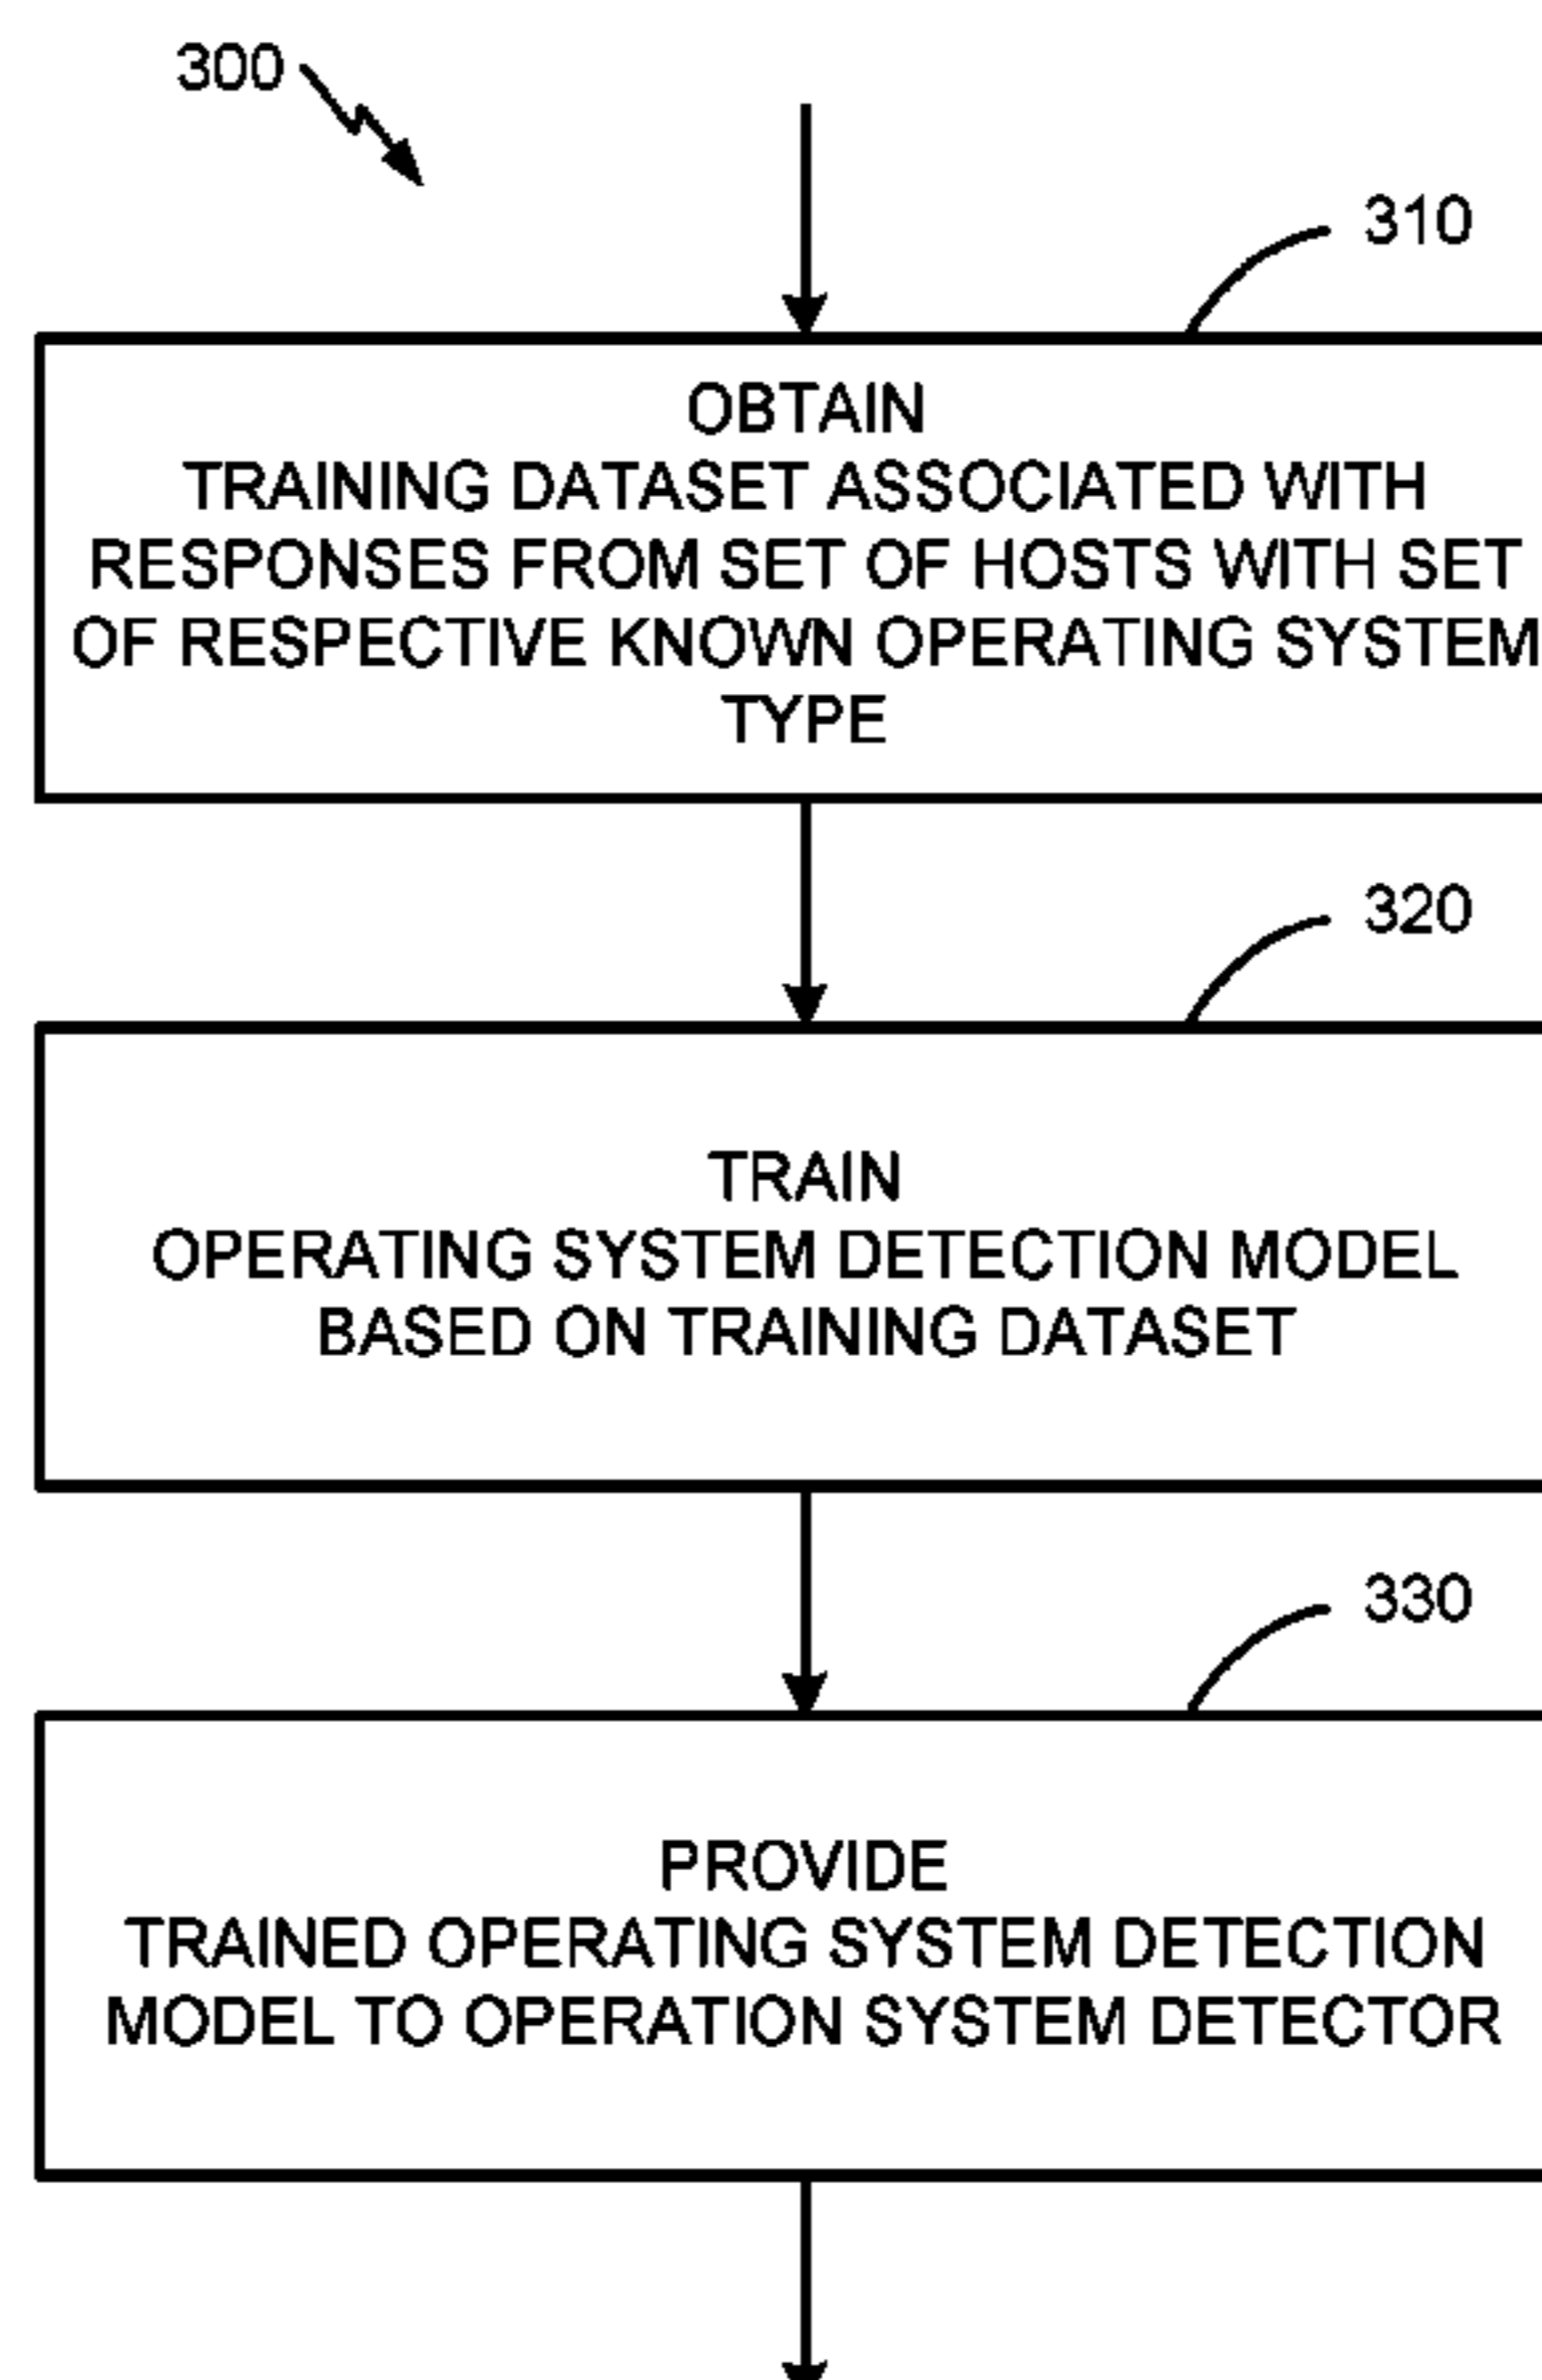 300
310
OBTAIN
TRAINING DATASET ASSOCIATED WITH
RESPONSES FROM SET OF HOSTS WITH SET
OF RESPECTIVE KNOWN OPERATING SYSTEM
TYPE
320
TRAIN
OPERATING SYSTEM DETECTION MODEL
BASED ON TRAINING DATASET
330
PROVIDE
TRAINED OPERATING SYSTEM DETECTION
MODEL TO OPERATION SYSTEM DETECTOR